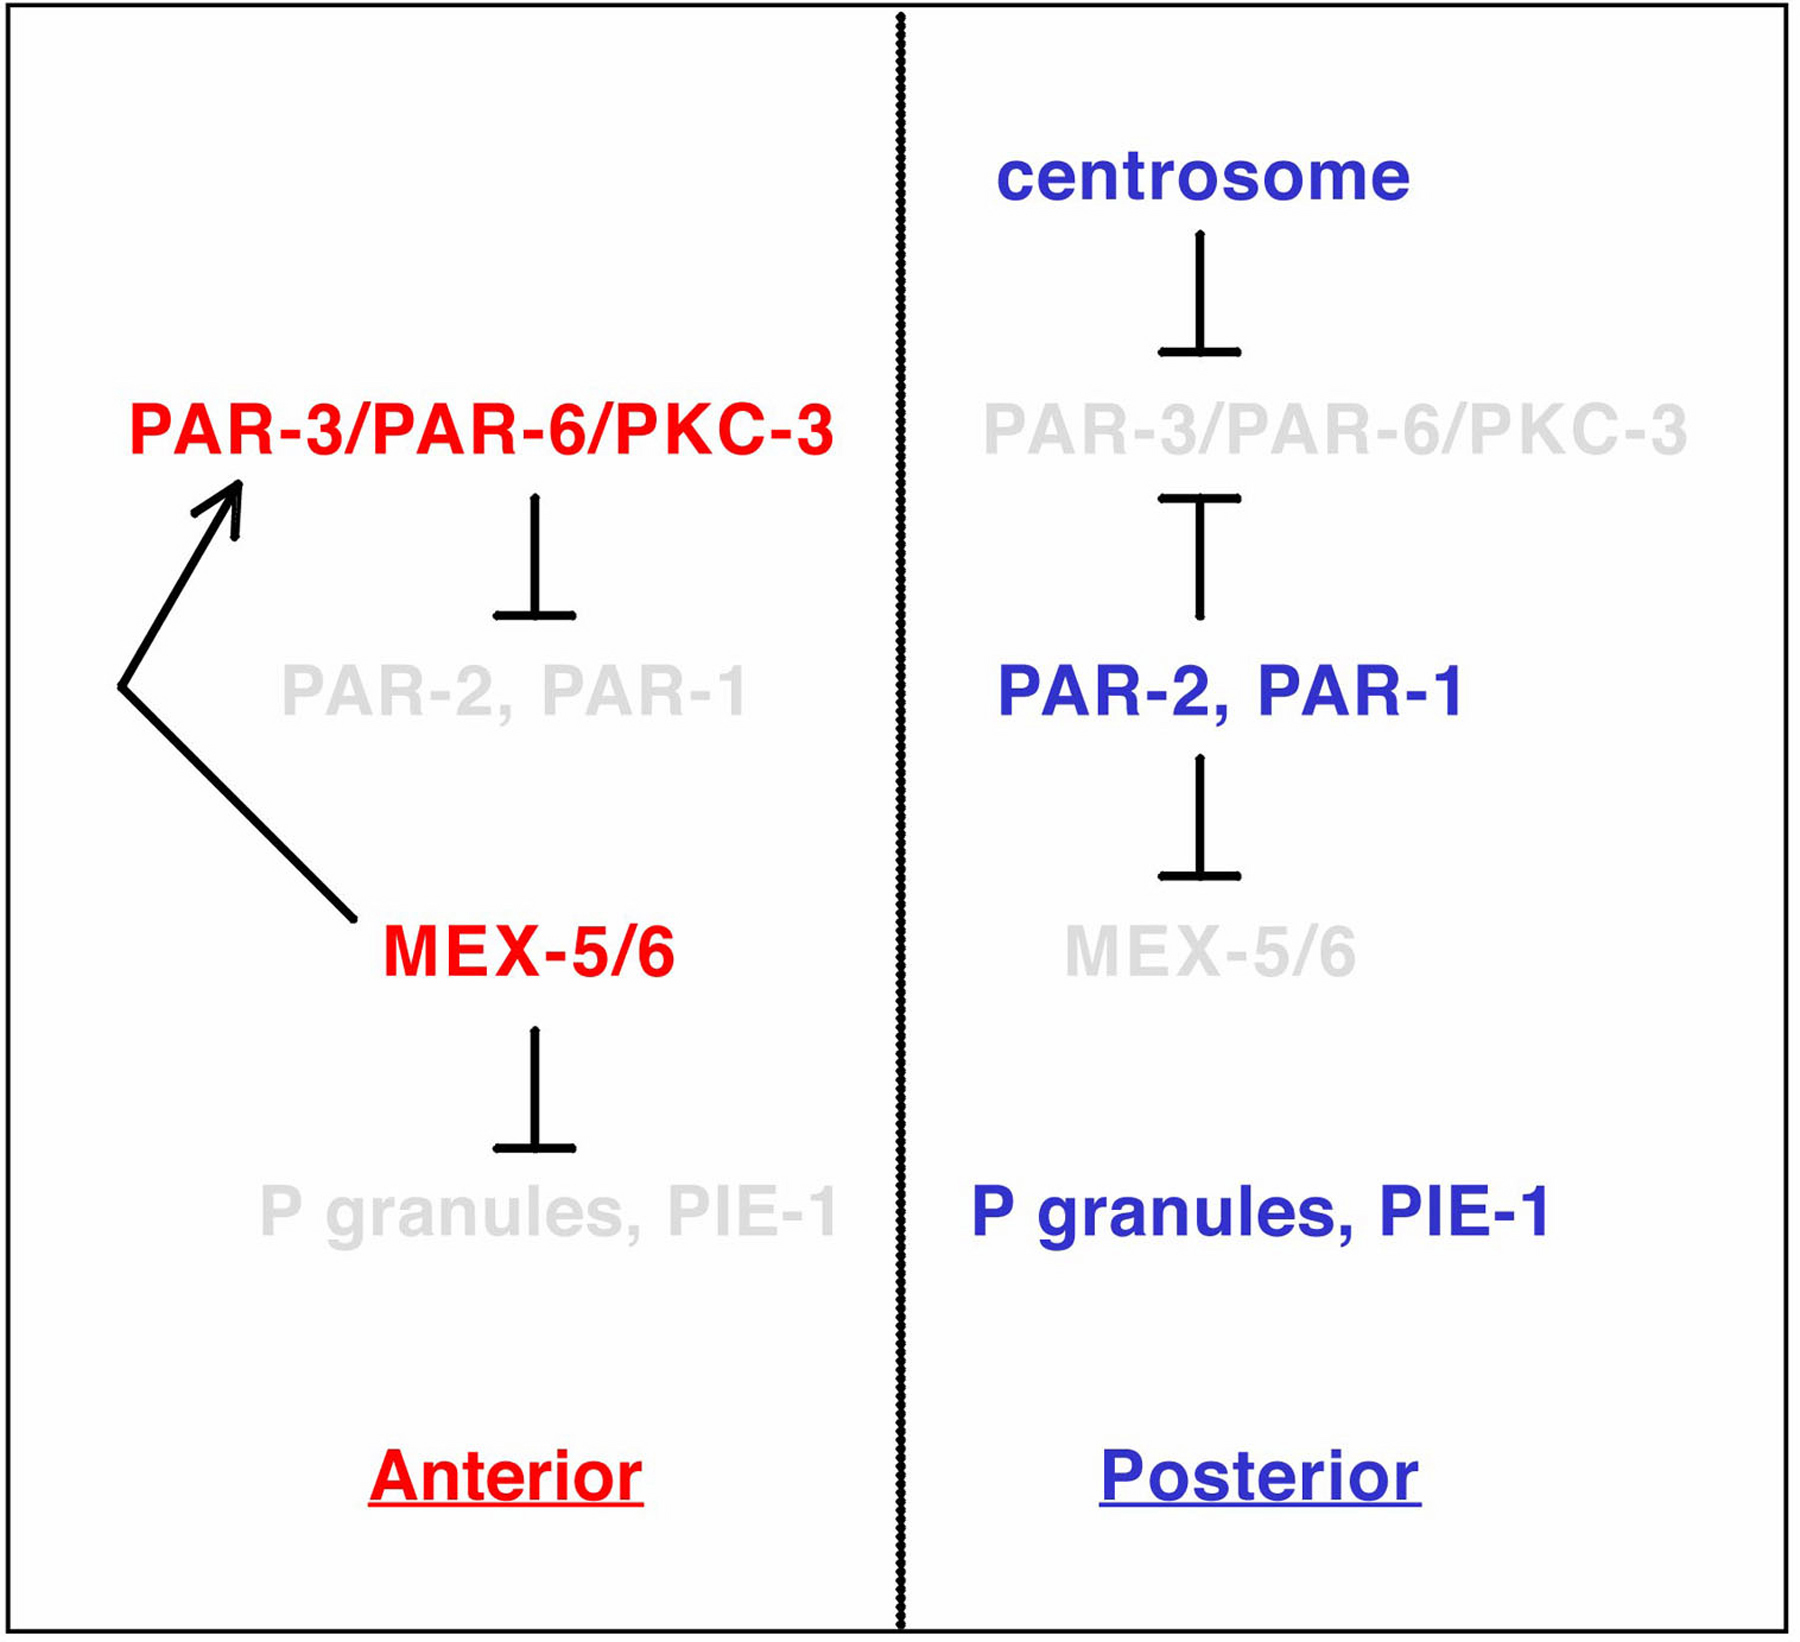 PAR-3/PAR-6/PKC-3
PAR-2, PAR-1
MEX-5/6
P granules, PIE-1
Anterior
centrosome
PAR-3/PAR-6/PKC-3
PAR-2, PAR-1
MEX-5/6
P granules, PIE-1
Posterior